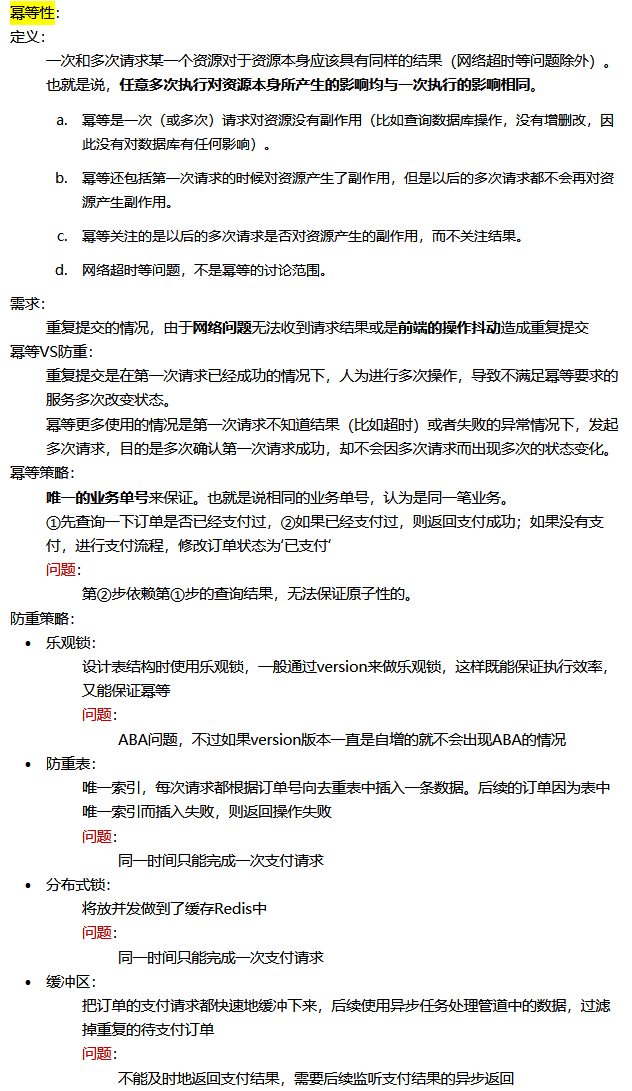 幂等性：
定义：
一次和多次请求某一个资源对于资源本身应该具有同样的结果（网络超时等问题除外）。
也就是说，任意多次执行对资源本身所产生的影响均与一次执行的影响相同。
a. 幂等是一次（或多次）请求对资源没有副作用（比如查询数据库操作，没有增删改，因
此没有对数据库有任何影响）。
b. 幂等还包括第一次请求的时候对资源产生了副作用，但是以后的多次请求都不会再对资
源产生副作用。
c. 幂等关注的是以后的多次请求是否对资源产生的副作用，而不关注结果。
d. 网络超时等问题，不是幂等的讨论范围。
需求：
重复提交的情况，由于网络问题无法收到请求结果或是前端的操作抖动造成重复提交
幂等VS防重：
重复提交是在第一次请求已经成功的情况下，人为进行多次操作，导致不满足幂等要求的
服务多次改变状态。
幂等更多使用的情况是第一次请求不知道结果（比如超时）或者失败的异常情况下，发起
多次请求，目的是多次确认第一次请求成功，却不会因多次请求而出现多次的状态变化。
幂等策略：
唯一的业务单号来保证。也就是说相同的业务单号，认为是同一笔业务。
①先查询一下订单是否已经支付过，②如果已经支付过，则返回支付成功；如果没有支
付，进行支付流程，修改订单状态为‘已支付‘
问题：
第②步依赖第①步的查询结果，无法保证原子性的。
防重策略：
• 乐观锁：
设计表结构时使用乐观锁，一般通过version来做乐观锁，这样既能保证执行效率，
又能保证幂等
问题：
ABA问题，不过如果version版本一直是自增的就不会出现ABA的情况
• 防重表：
唯一索引，每次请求都根据订单号向去重表中插入一条数据。后续的订单因为表中
唯一索引而插入失败，则返回操作失败
问题：
同一时间只能完成一次支付请求
• 分布式锁：
将放并发做到了缓存Redis中
问题：
同一时间只能完成一次支付请求
• 缓冲区：
把订单的支付请求都快速地缓冲下来，后续使用异步任务处理管道中的数据，过滤
掉重复的待支付订单
问题：
不能及时地返回支付结果，需要后续监听支付结果的异步返回